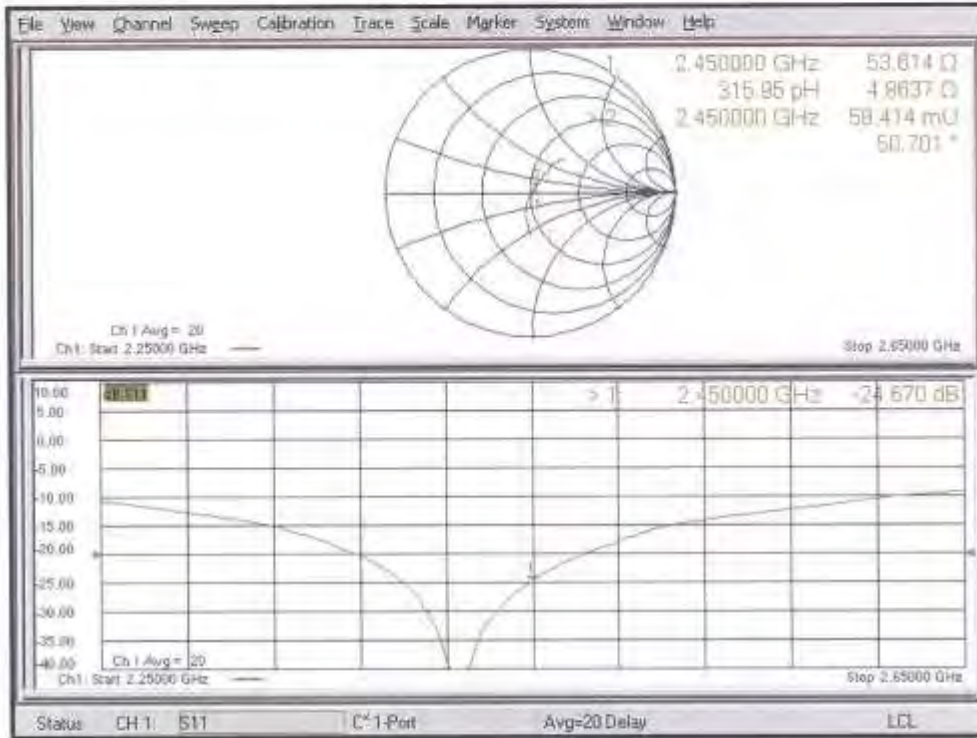 File View Channel Sweep Calibration Trace Scale Marker System Window Help
1 2.450000 GHz 53.614 Ω
315.95 pH 4.8637 Ω
> 2 2.450000 GHz 58.414 mU
50.701 °
Ch 1 Avg = 20
Ch1: Start 2.25000 GHz
Stop 2.65000 GHz
10.00
> 1 2.450000 GHz -24.670 dB
5.00
0.00
-5.00
-10.00
-15.00
-20.00
-25.00
-30.00
-35.00
-40.00
1
Ch 1 Avg = 20
Ch1: Start 2.25000 GHz
Stop 2.65000 GHz
Status CH 1: S11 C* 1-Port Avg=20 Delay LCL